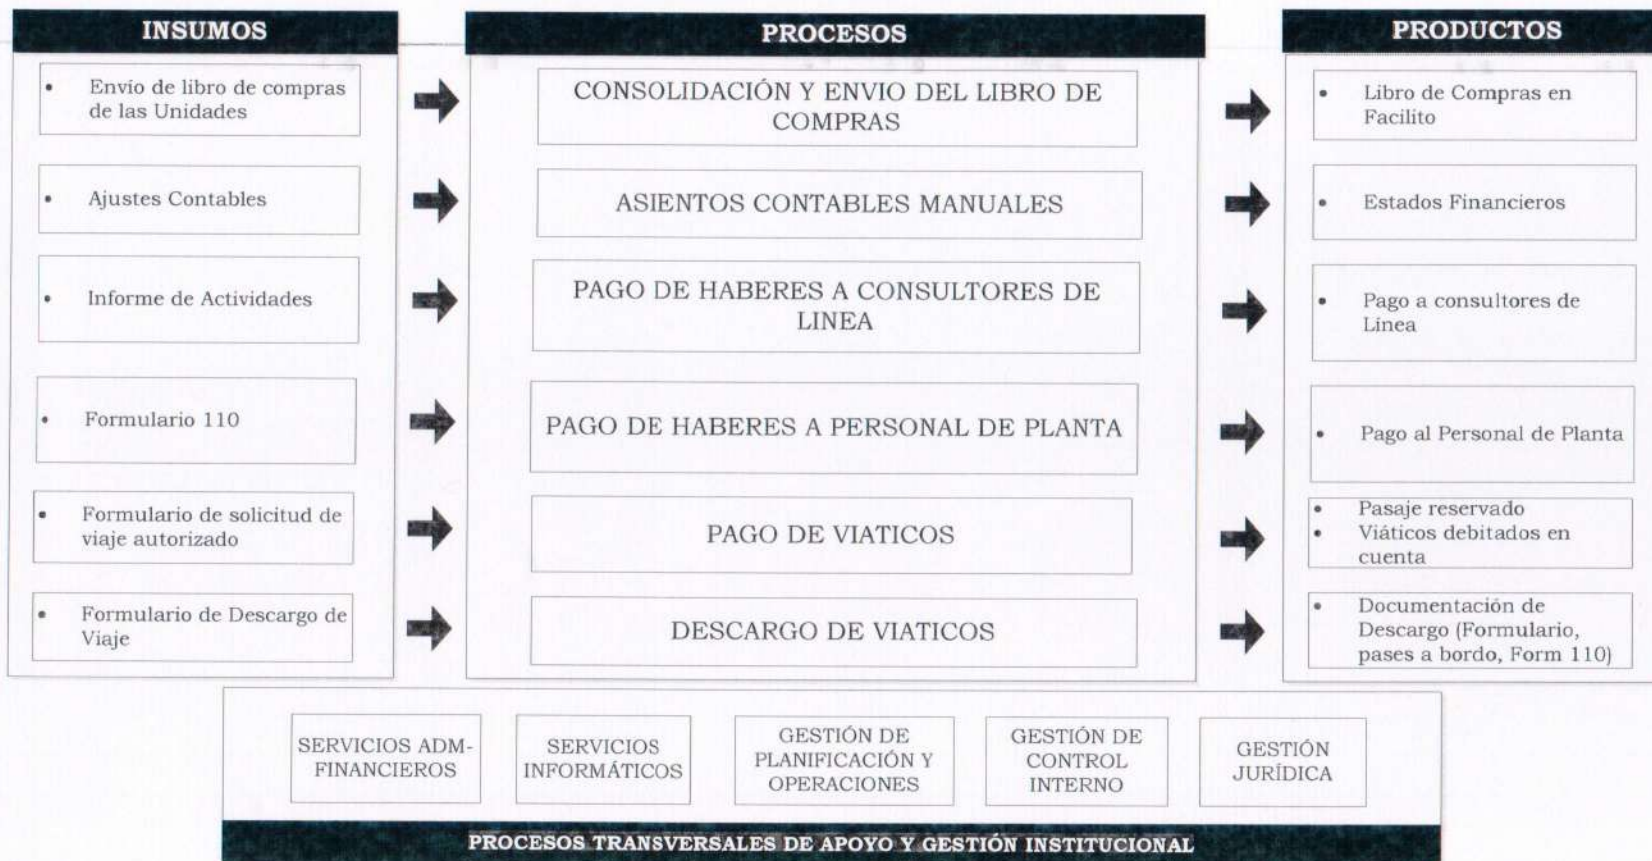 INSUMOS
• Envío de libro de compras
de las Unidades
• Ajustes Contables
• Informe de Actividades
• Formulario 110
• Formulario de solicitud de
viaje autorizado
• Formulario de Descargo de
Viaje
PROCESOS
CONSOLIDACIÓN Y ENVIO DEL LIBRO DE
COMPRAS
ASIENTOS CONTABLES MANUALES
PAGO DE HABERES A CONSULTORES DE
LINEA
PAGO DE HABERES A PERSONAL DE PLANTA
PAGO DE VIATICOS
DESCARGO DE VIATICOS
PRODUCTOS
• Libro de Compras en
Facilito
• Estados Financieros
• Pago a consultores de
Línea
• Pago al Personal de Planta
• Pasaje reservado
• Viáticos debitados en
cuenta
• Documentación de
Descargo (Formulario,
pases a bordo, Form 110)
SERVICIOS ADM-
FINANCIEROS
SERVICIOS
INFORMÁTICOS
GESTIÓN DE
PLANIFICACIÓN Y
OPERACIONES
GESTIÓN DE
CONTROL
INTERNO
GESTIÓN
JURÍDICA
PROCESOS TRANSVERSALES DE APOYO Y GESTIÓN INSTITUCIONAL